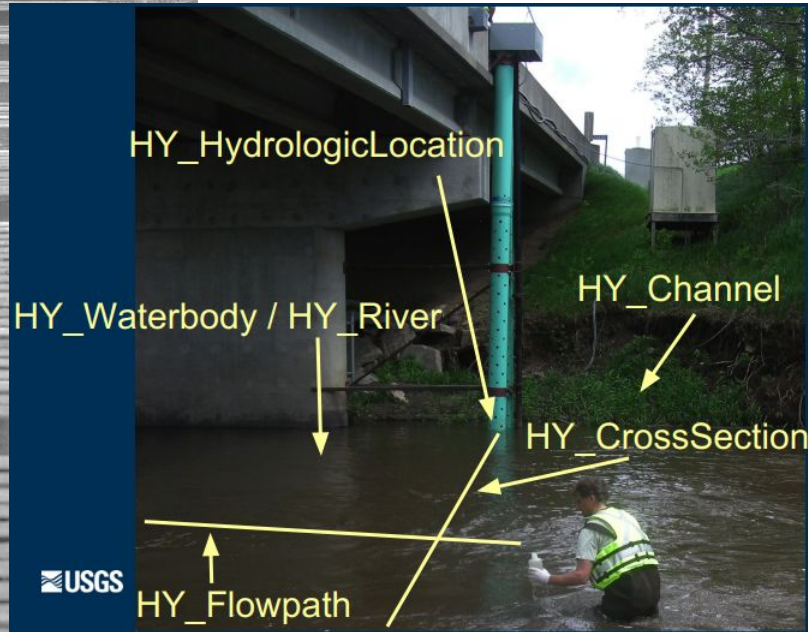 HY_HydrologicLocation
HY_Channel
HY_Waterbody / HY_River
HY_CrossSection
USGS
HY_Flowpath